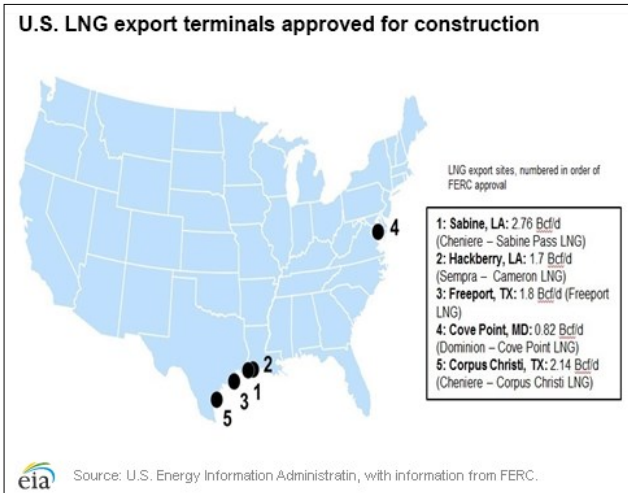 U.S. LNG export terminals approved for construction
LNG export sites, numbered in order of
FERC approval
4
1: Sabine, LA: 2.76 Bcf/d
(Cheniere – Sabine Pass LNG)
2: Hackberry, LA: 1.7 Bcf/d
(Sempra – Cameron LNG)
3: Freeport, TX: 1.8 Bcf/d (Freeport
LNG)
4: Cove Point, MD: 0.82 Bcf/d
(Dominion – Cove Point LNG)
5: Corpus Christi, TX: 2.14 Bcf/d
(Cheniere – Corpus Christi LNG)
2
1
3
5
eia
Source: U.S. Energy Information Administratin, with information from FERC.